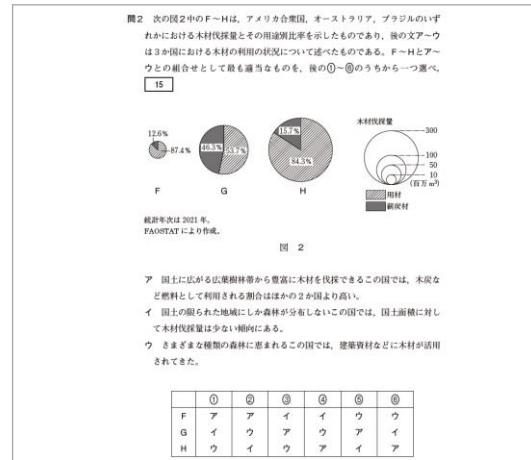 問2 次の図2中のF～Hは，アメリカ合衆国，オーストラリア，ブラジルのいず
れかにおける木材伐採量とその用途別比率を示したものであり，後の文ア～ウ
は3か国における木材の利用の状況について述べたものである。F～Hとア～
ウとの組合せとして最も適当なものを，後の①～⑥のうちから一つ選べ。
15
12.6%
87.4%
F
46.3%
53.7%
G
15.7%
84.3%
H
木材伐採量
300
100
50
10
(百万m³)
用材
薪炭材
統計年次は2021年。
FAOSTATにより作成。
図 2
ア 国土に広がる広葉樹林帯から豊富に木材を伐採できるこの国では，木炭な
ど燃料として利用される割合はほかの2か国より高い。
イ 国土の限られた地域にしか森林が分布しないこの国では，国土面積に対し
て木材伐採量は少ない傾向にある。
ウ さまざまな種類の森林に恵まれるこの国では，建築資材などに木材が活用
されてきた。
① ② ③ ④ ⑤ ⑥
F ア ア イ イ ウ ウ
G イ ウ ア ウ ア イ
H ウ イ ウ ア イ ア